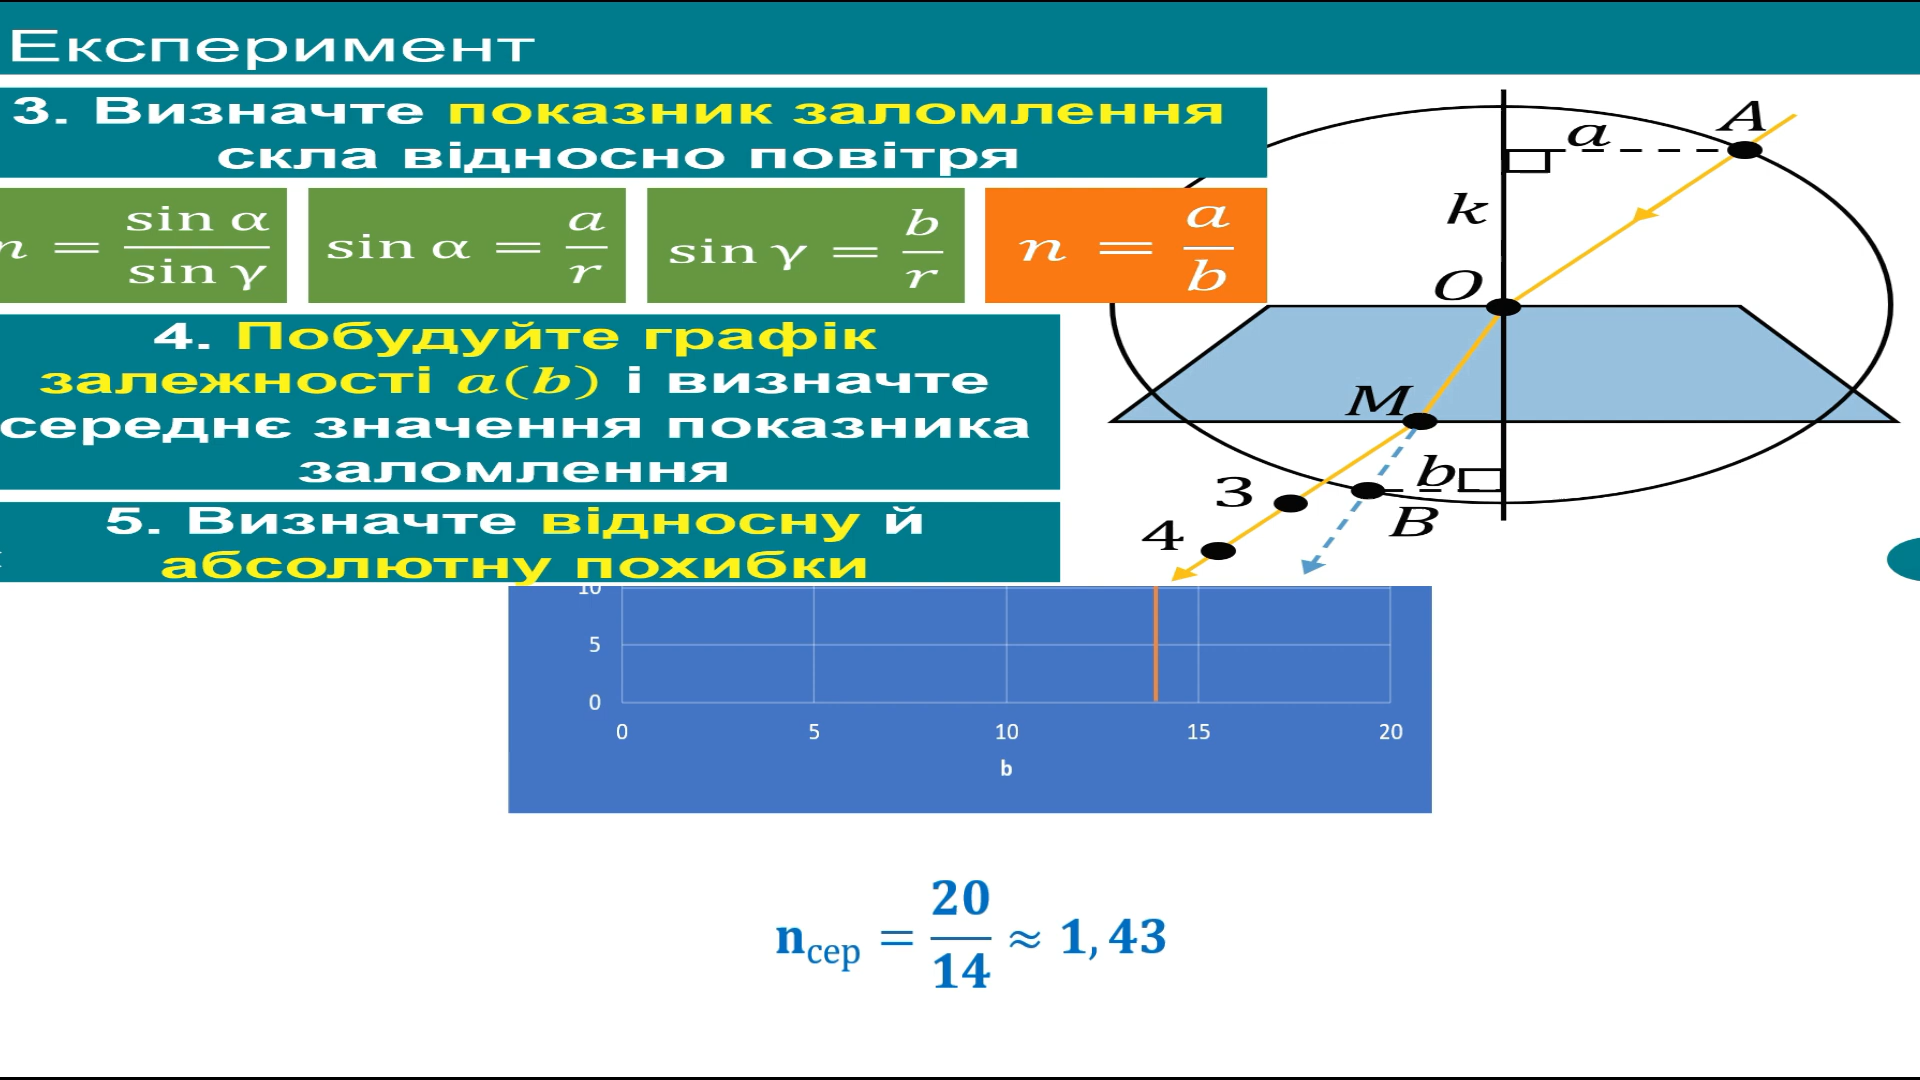 Експеримент
3. Визначте показник заломлення
скла відносно повітря
n = sin α / sin γ
sin α = a / r
sin γ = b / r
n = a / b
4. Побудуйте графік
залежності a(b) і визначте
середнє значення показника
заломлення
5. Визначте відносну й
абсолютну похибки
A
a
k
O
M
b
3
B
4
10
5
0
0 5 10 15 20
b
n сер = 20 / 14 ≈ 1,43